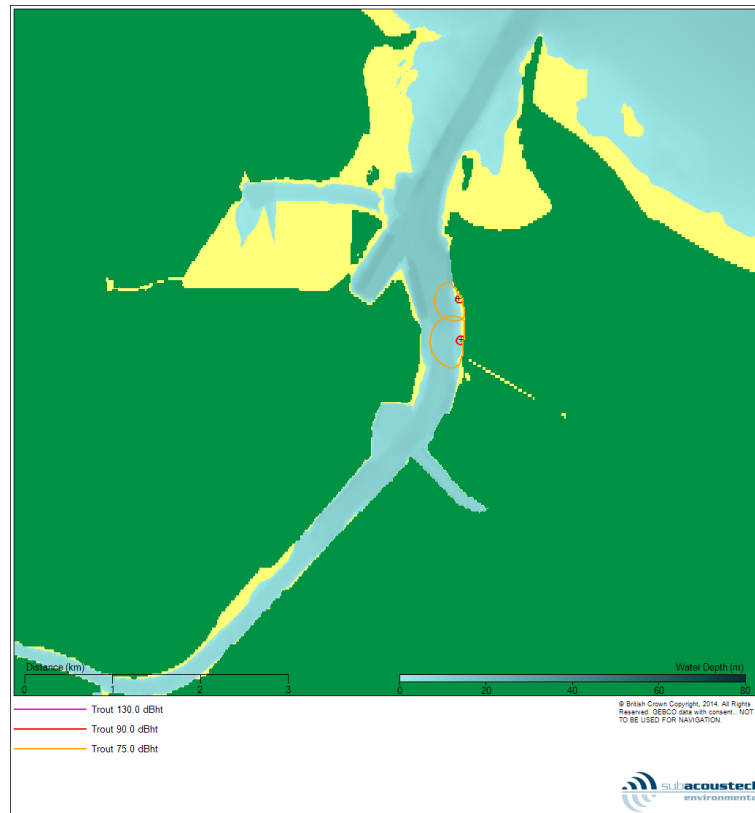 Distance (km)
0 1 2 3
Water Depth (m)
0 20 40 60 80
Trout 130.0 dBht
Trout 90.0 dBht
Trout 75.0 dBht
© British Crown Copyright, 2014. All Rights
Reserved. GEBCO data with consent.. NOT
TO BE USED FOR NAVIGATION.
subacoustech
environmenta